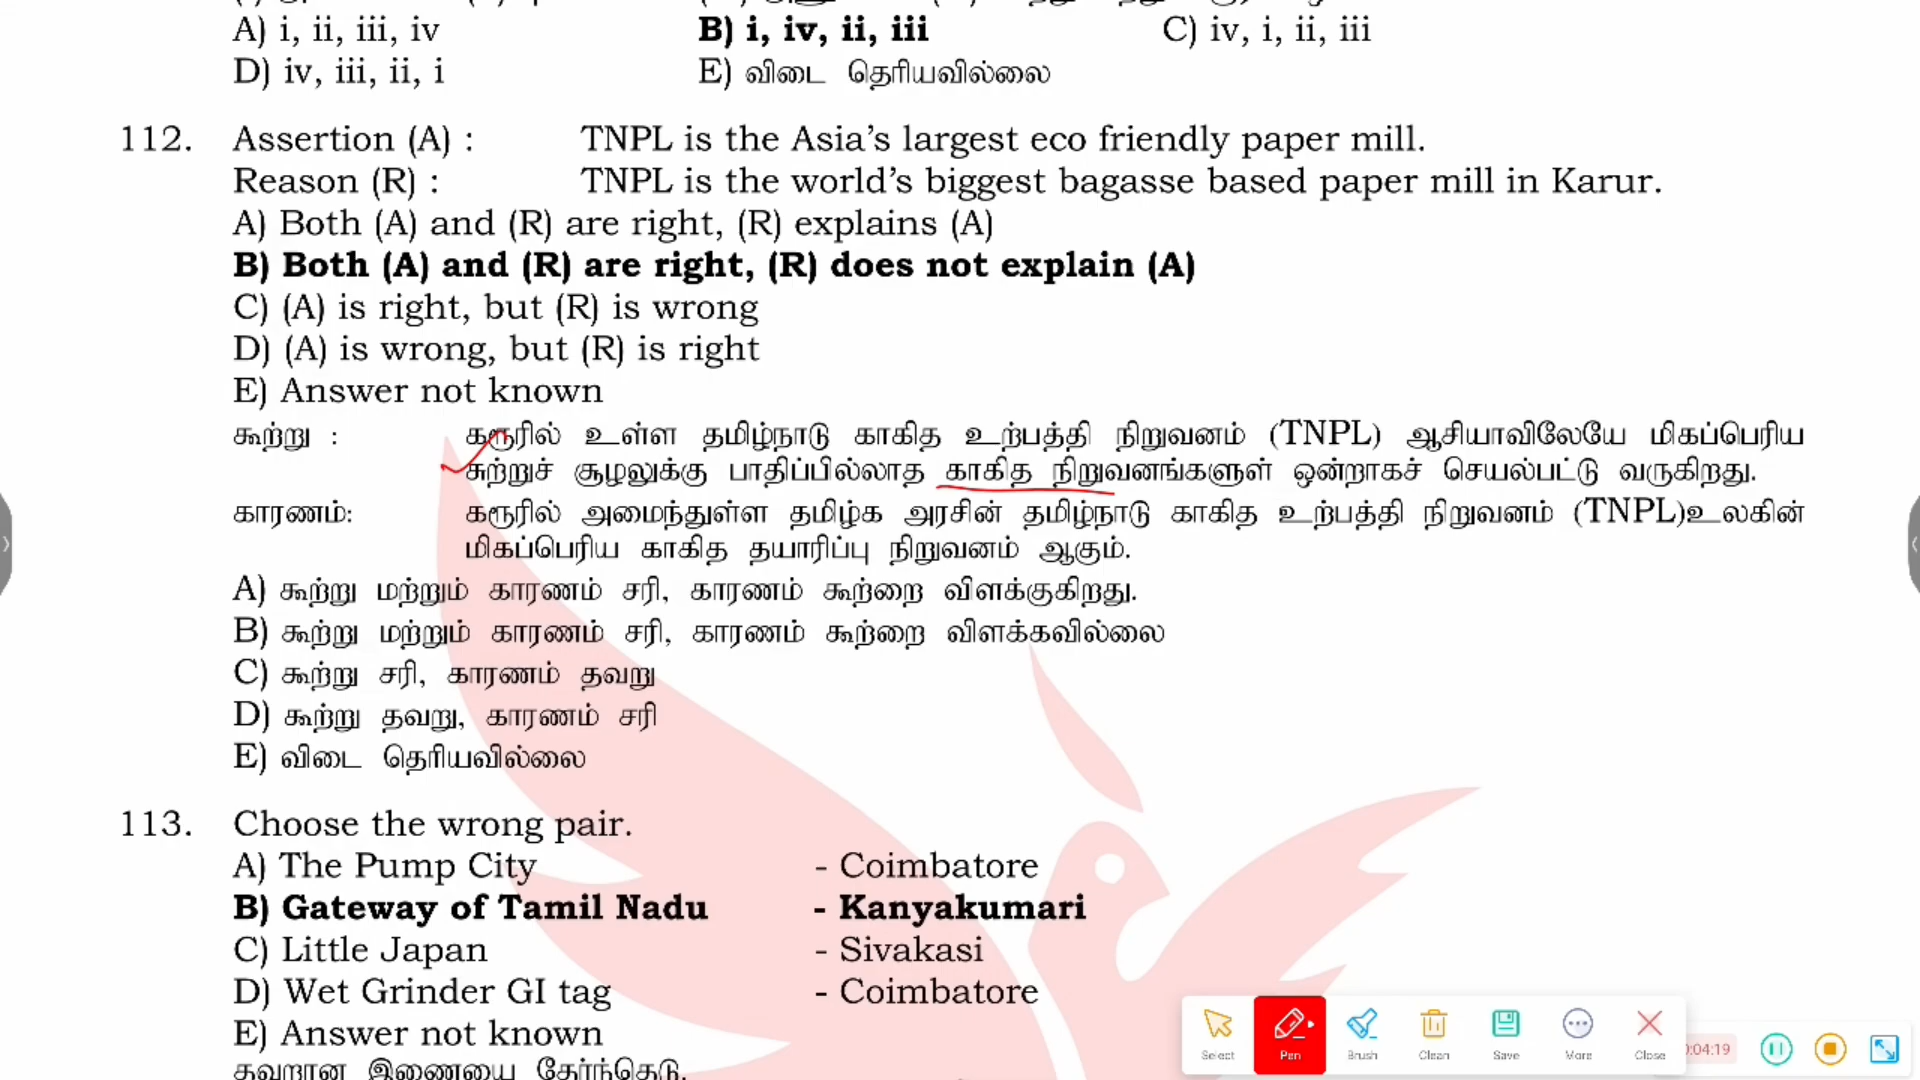 A) i, ii, iii, iv B) i, iv, ii, iii C) iv, i, ii, iii
D) iv, iii, ii, i E) விடை தெரியவில்லை
112. Assertion (A) : TNPL is the Asia's largest eco friendly paper mill.
Reason (R) : TNPL is the world's biggest bagasse based paper mill in Karur.
A) Both (A) and (R) are right, (R) explains (A)
B) Both (A) and (R) are right, (R) does not explain (A)
C) (A) is right, but (R) is wrong
D) (A) is wrong, but (R) is right
E) Answer not known
கூற்று : கரூரில் உள்ள தமிழ்நாடு காகித உற்பத்தி நிறுவனம் (TNPL) ஆசியாவிலேயே மிகப்பெரிய
சுற்றுச் சூழலுக்கு பாதிப்பில்லாத காகித நிறுவனங்களுள் ஒன்றாகச் செயல்பட்டு வருகிறது.
காரணம்: கரூரில் அமைந்துள்ள தமிழ்க அரசின் தமிழ்நாடு காகித உற்பத்தி நிறுவனம் (TNPL)உலகின்
மிகப்பெரிய காகித தயாரிப்பு நிறுவனம் ஆகும்.
A) கூற்று மற்றும் காரணம் சரி, காரணம் கூற்றை விளக்குகிறது.
B) கூற்று மற்றும் காரணம் சரி, காரணம் கூற்றை விளக்கவில்லை
C) கூற்று சரி, காரணம் தவறு
D) கூற்று தவறு, காரணம் சரி
E) விடை தெரியவில்லை
113. Choose the wrong pair.
A) The Pump City - Coimbatore
B) Gateway of Tamil Nadu - Kanyakumari
C) Little Japan - Sivakasi
D) Wet Grinder GI tag - Coimbatore
E) Answer not known
தவறான இணையை தேர்ந்தெடு.
Select Pen Brush Clean Save More Close :04:19